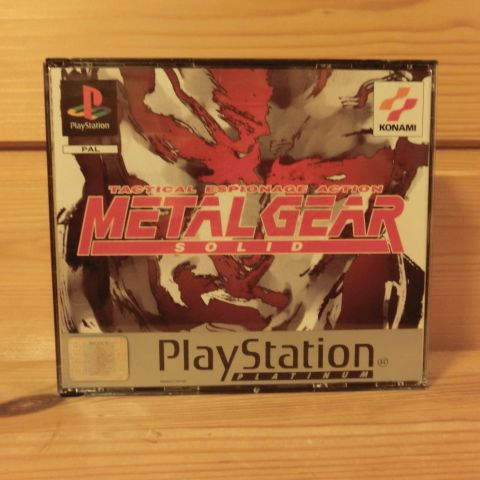 PlayStation
PAL
KONAMI
TACTICAL ESPIONAGE ACTION
METAL GEAR
SOLID
PlayStation
PLATINUM